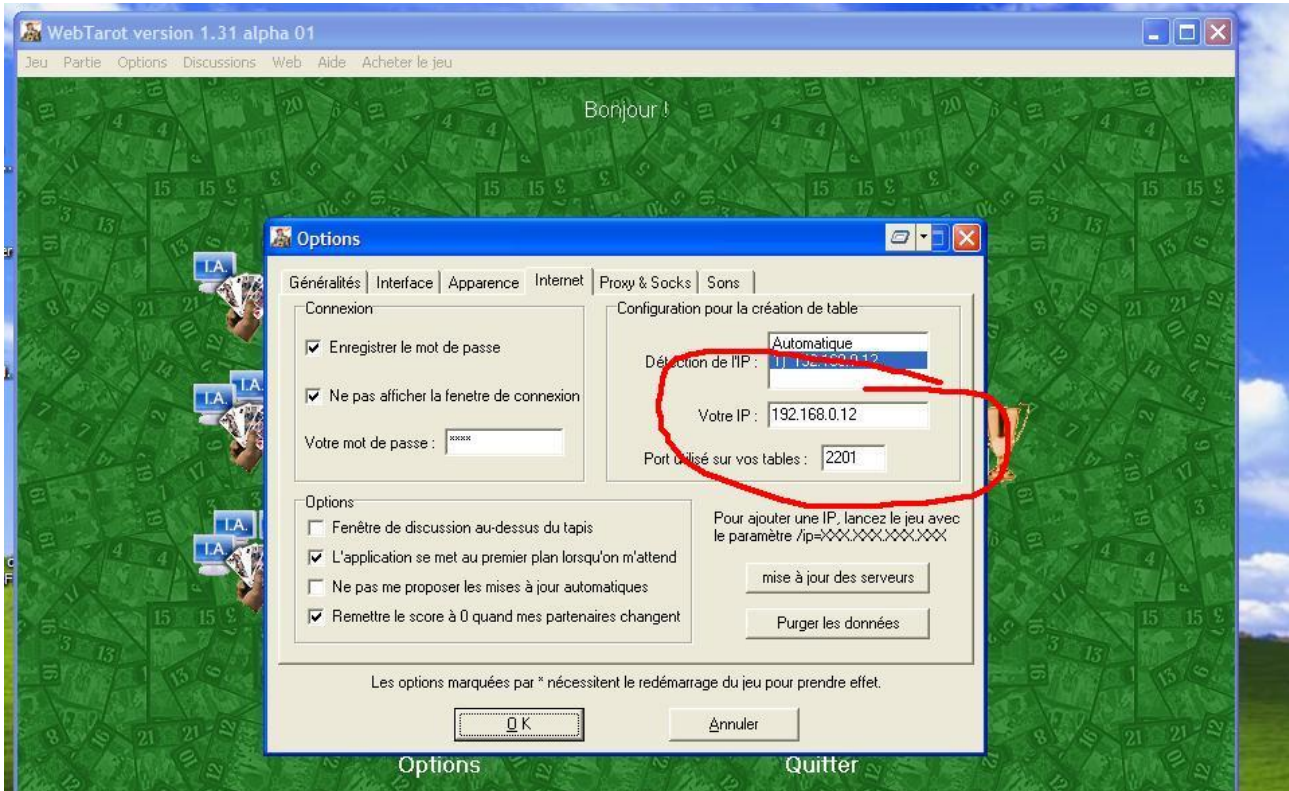 WebTarot version 1.31 alpha 01
Jeu Partie Options Discussions Web Aide Acheter le jeu
Bonjour !
Options
Généralités Interface Apparence Internet Proxy & Socks Sons
Connexion
Enregistrer le mot de passe
Ne pas afficher la fenetre de connexion
Votre mot de passe : ****
Configuration pour la création de table
Détection de l'IP :
Automatique
1) 192.168.0.12
Votre IP : 192.168.0.12
Port utilisé sur vos tables : 2201
Options
Fenêtre de discussion au-dessus du tapis
L'application se met au premier plan lorsqu'on m'attend
Ne pas me proposer les mises à jour automatiques
Remettre le score à 0 quand mes partenaires changent
Pour ajouter une IP, lancez le jeu avec
le paramètre /ip=XXX.XXX.XXX.XXX
mise à jour des serveurs
Purger les données
Les options marquées par * nécessitent le redémarrage du jeu pour prendre effet.
OK
Annuler
I.A.
I.A.
I.A.
I.A.
I.A.
Options
Quitter